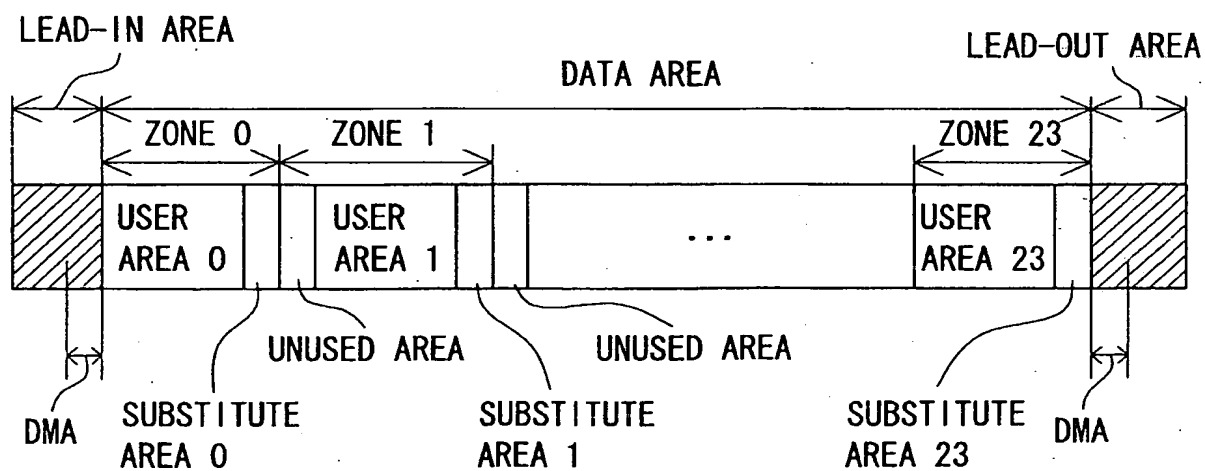 LEAD-IN AREA
LEAD-OUT AREA
DATA AREA
ZONE 0
ZONE 1
ZONE 23
USER
AREA 0
USER
AREA 1
...
USER
AREA 23
UNUSED AREA
UNUSED AREA
DMA
SUBSTITUTE
AREA 0
SUBSTITUTE
AREA 1
SUBSTITUTE
AREA 23
DMA